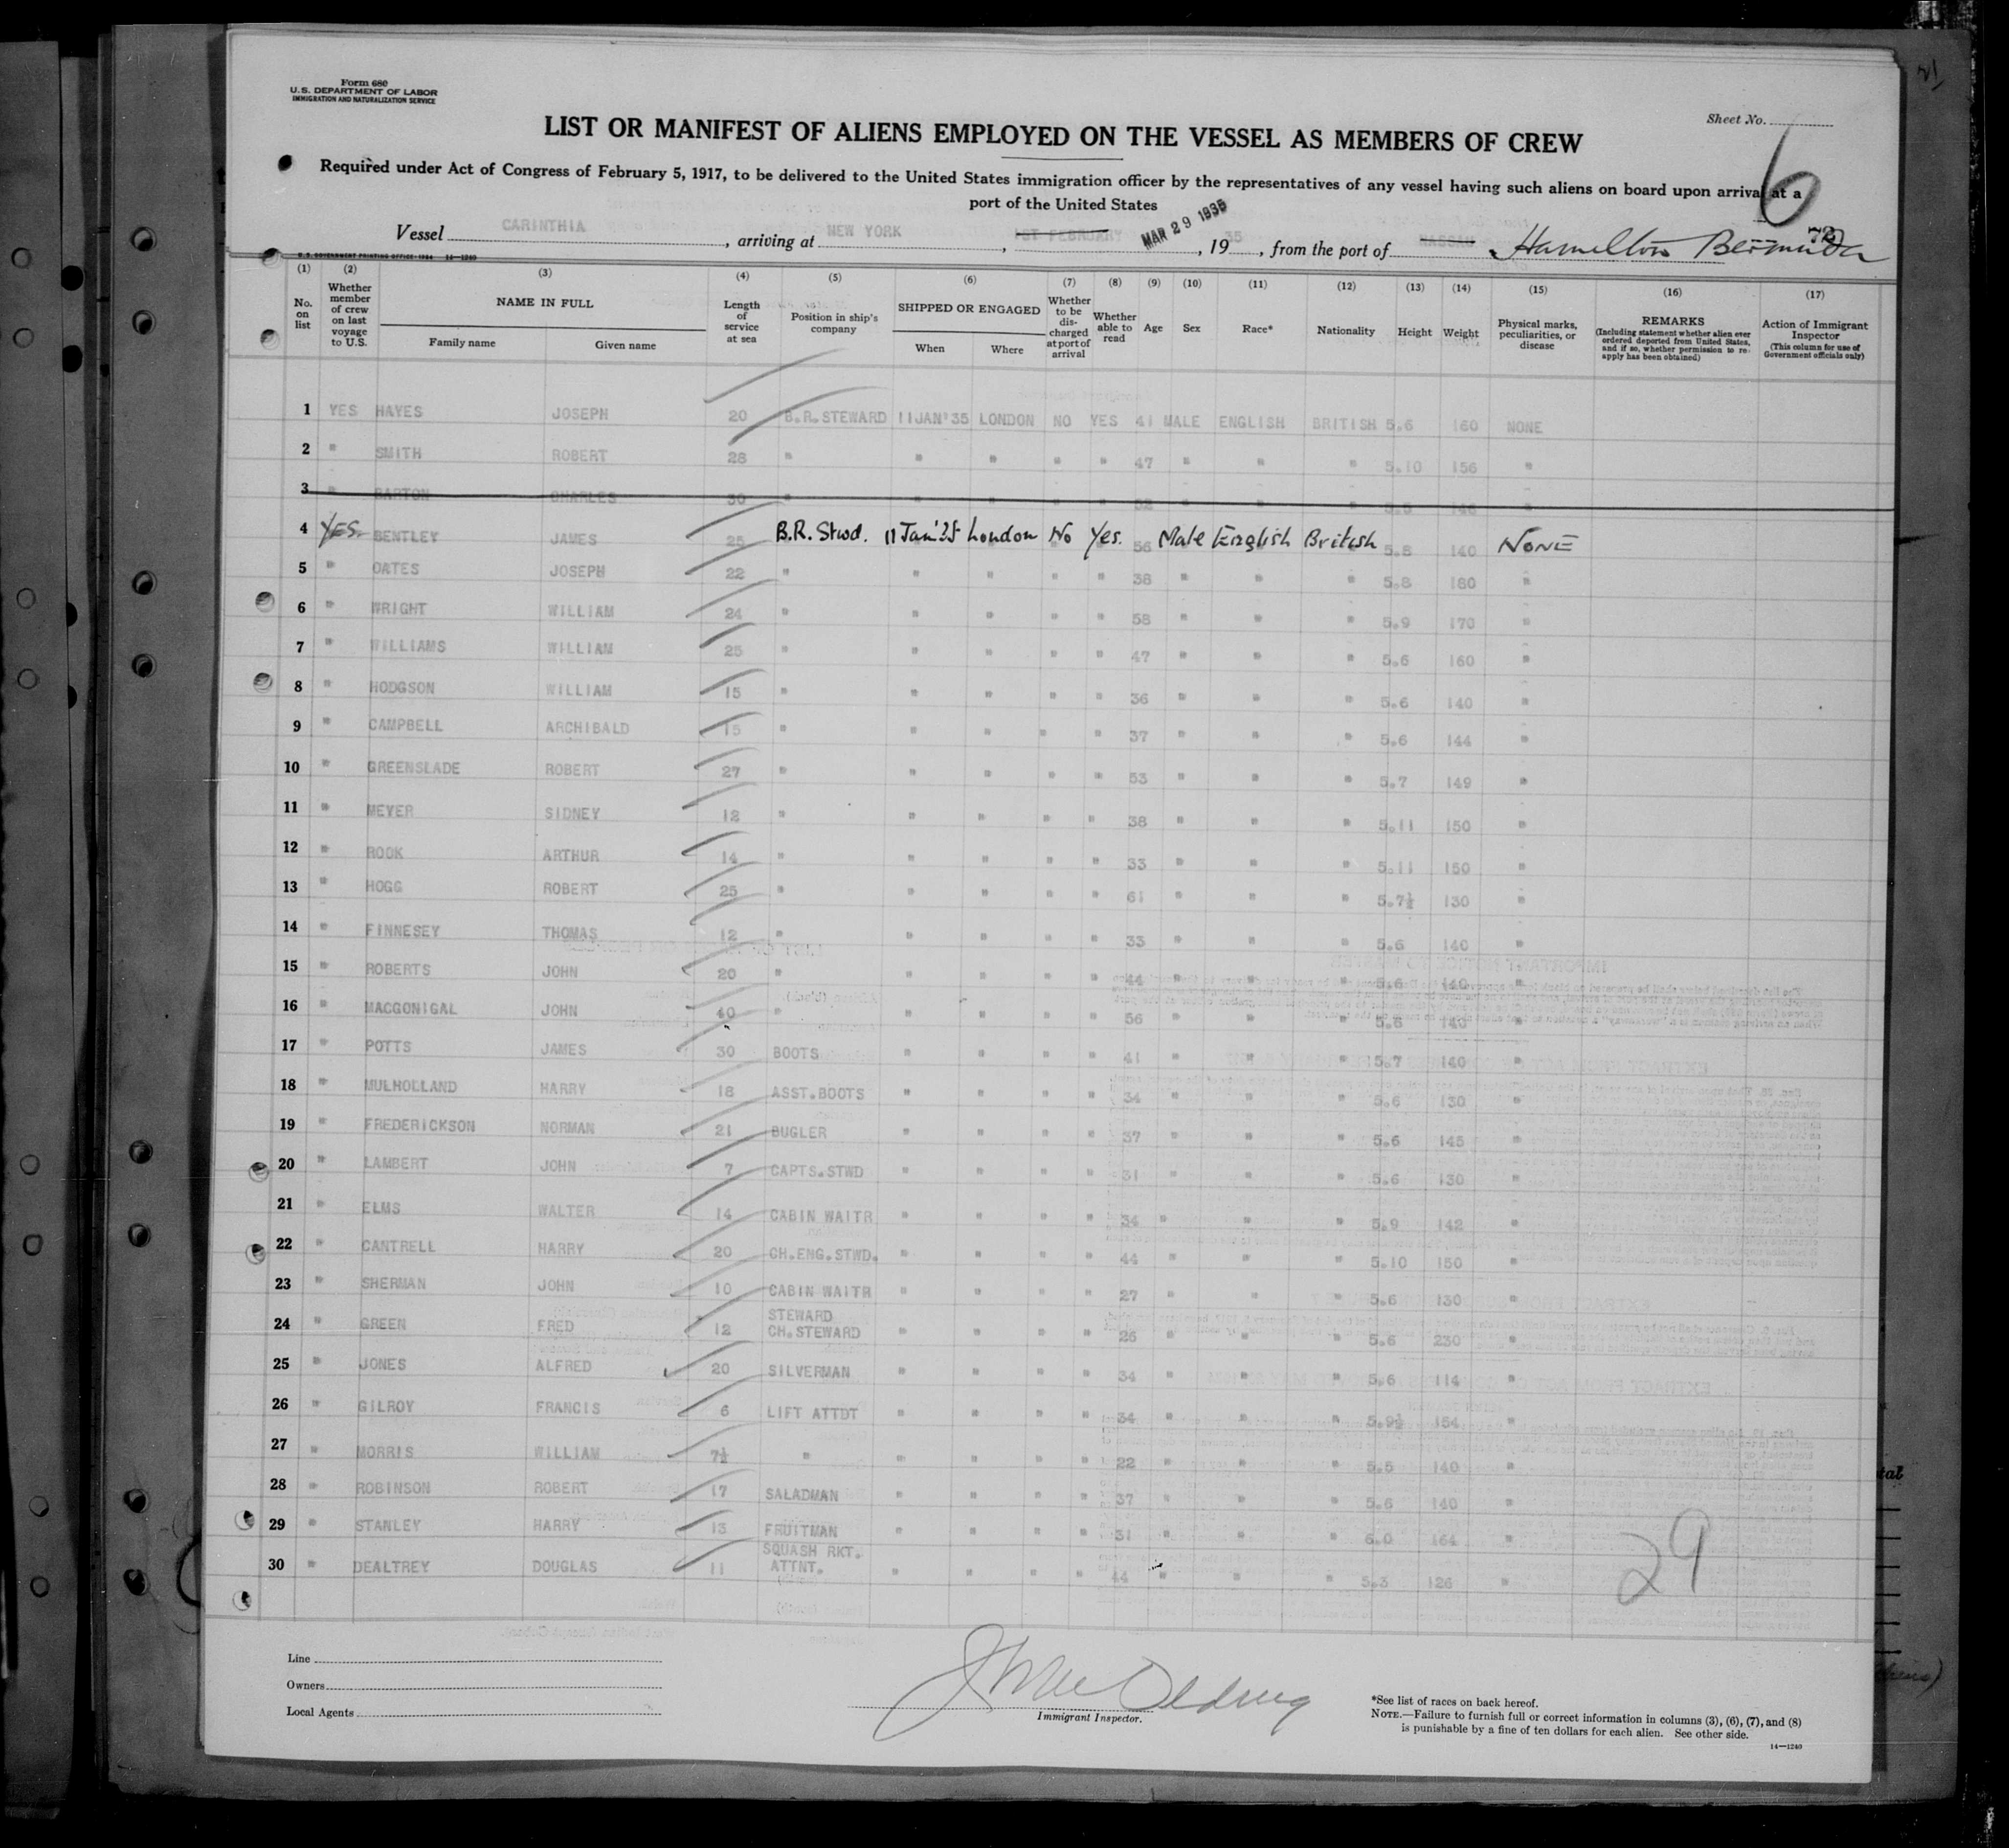 Form 680
U.S. DEPARTMENT OF LABOR
IMMIGRATION AND NATURALIZATION SERVICE
Sheet No.
6
LIST OR MANIFEST OF ALIENS EMPLOYED ON THE VESSEL AS MEMBERS OF CREW
Required under Act of Congress of February 5, 1917, to be delivered to the United States immigration officer by the representatives of any vessel having such aliens on board upon arrival at a
port of the United States
Vessel CARINTHIA, arriving at NEW YORK, 1ST FEBRUARY MAR 29 1935, 1935, from the port of NASSAU Hamilton Bermuda
U.S. GOVERNMENT PRINTING OFFICE: 1934 14—1240
(1) (2) (3) (4) (5) (6) (7) (8) (9) (10) (11) (12) (13) (14) (15) (16) (17)
No. on list
Whether member of crew on last voyage to U.S.
NAME IN FULL
Family name
Given name
Length of service at sea
Position in ship's company
SHIPPED OR ENGAGED
When
Where
Whether to be discharged at port of arrival
Whether able to read
Age
Sex
Race*
Nationality
Height
Weight
Physical marks, peculiarities, or disease
REMARKS
(Including statement whether alien ever ordered deported from United States, and if so, whether permission to re-apply has been obtained)
Action of Immigrant Inspector
(This column for use of Government officials only)
1 YES HAYES JOSEPH 20 B.R.STEWARD 11JAN'35 LONDON NO YES 41 MALE ENGLISH BRITISH 5.6 160 NONE
2 " SMITH ROBERT 28 " " " " " 47 " " " 5.10 156 "
3 " BARTON CHARLES 30 " " " " " 52 " " " 5.6 146 "
4 YES BENTLEY JAMES 25 B.R. Stwd. 11 Jan'35 London No Yes. 56 Male English British 5.8 140 NONE
5 " OATES JOSEPH 22 " " " " " 38 " " " 5.8 180 "
6 " WRIGHT WILLIAM 24 " " " " " 58 " " " 5.9 170 "
7 " WILLIAMS WILLIAM 25 " " " " " 47 " " " 5.6 160 "
8 " HODGSON WILLIAM 15 " " " " " 36 " " " 5.6 140 "
9 " CAMPBELL ARCHIBALD 15 " " " " " 37 " " " 5.6 144 "
10 " GREENSLADE ROBERT 27 " " " " " 53 " " " 5.7 149 "
11 " MEYER SIDNEY 12 " " " " " 38 " " " 5.11 150 "
12 " ROOK ARTHUR 14 " " " " " 33 " " " 5.11 150 "
13 " HOGG ROBERT 25 " " " " " 61 " " " 5.7½ 130 "
14 " FINNESEY THOMAS 12 " " " " " 33 " " " 5.6 140 "
15 " ROBERTS JOHN 20 " " " " " 44 " " " 5.6 140 "
16 " MACGONIGAL JOHN 40 " " " " " 56 " " " 5.6 140 "
17 " POTTS JAMES 30 BOOTS " " " " 41 " " " 5.7 140 "
18 " MULHOLLAND HARRY 18 ASST.BOOTS " " " " 34 " " " 5.6 130 "
19 " FREDERICKSON NORMAN 21 BUGLER " " " " 37 " " " 5.6 145 "
20 " LAMBERT JOHN 7 CAPTS.STWD " " " " 31 " " " 5.6 130 "
21 " ELMS WALTER 14 CABIN WAITR " " " " 34 " " " 5.9 142 "
22 " CANTRELL HARRY 20 CH.ENG.STWD. " " " " 44 " " " 5.10 150 "
23 " SHERMAN JOHN 10 CABIN WAITR " " " " 27 " " " 5.6 130 "
24 " GREEN FRED 12 STEWARD CH.STEWARD " " " " 26 " " " 5.6 230 "
25 " JONES ALFRED 20 SILVERMAN " " " " 34 " " " 5.6 114 "
26 " GILROY FRANCIS 6 LIFT ATTDT " " " " 34 " " " 5.9½ 154 "
27 " MORRIS WILLIAM 7½ " " " " " 22 " " " 5.5 140 "
28 " ROBINSON ROBERT 17 SALADMAN " " " " 37 " " " 5.6 140 "
29 " STANLEY HARRY 13 FRUITMAN " " " " 31 " " " 6.0 164 "
30 " DEALTREY DOUGLAS 11 SQUASH RKT. ATTNT. " " " " 44 " " " 5.3 126 "
29
Line
Owners
Local Agents
Immigrant Inspector.
*See list of races on back hereof.
NOTE.—Failure to furnish full or correct information in columns (3), (6), (7), and (8)
is punishable by a fine of ten dollars for each alien. See other side.
14—1240